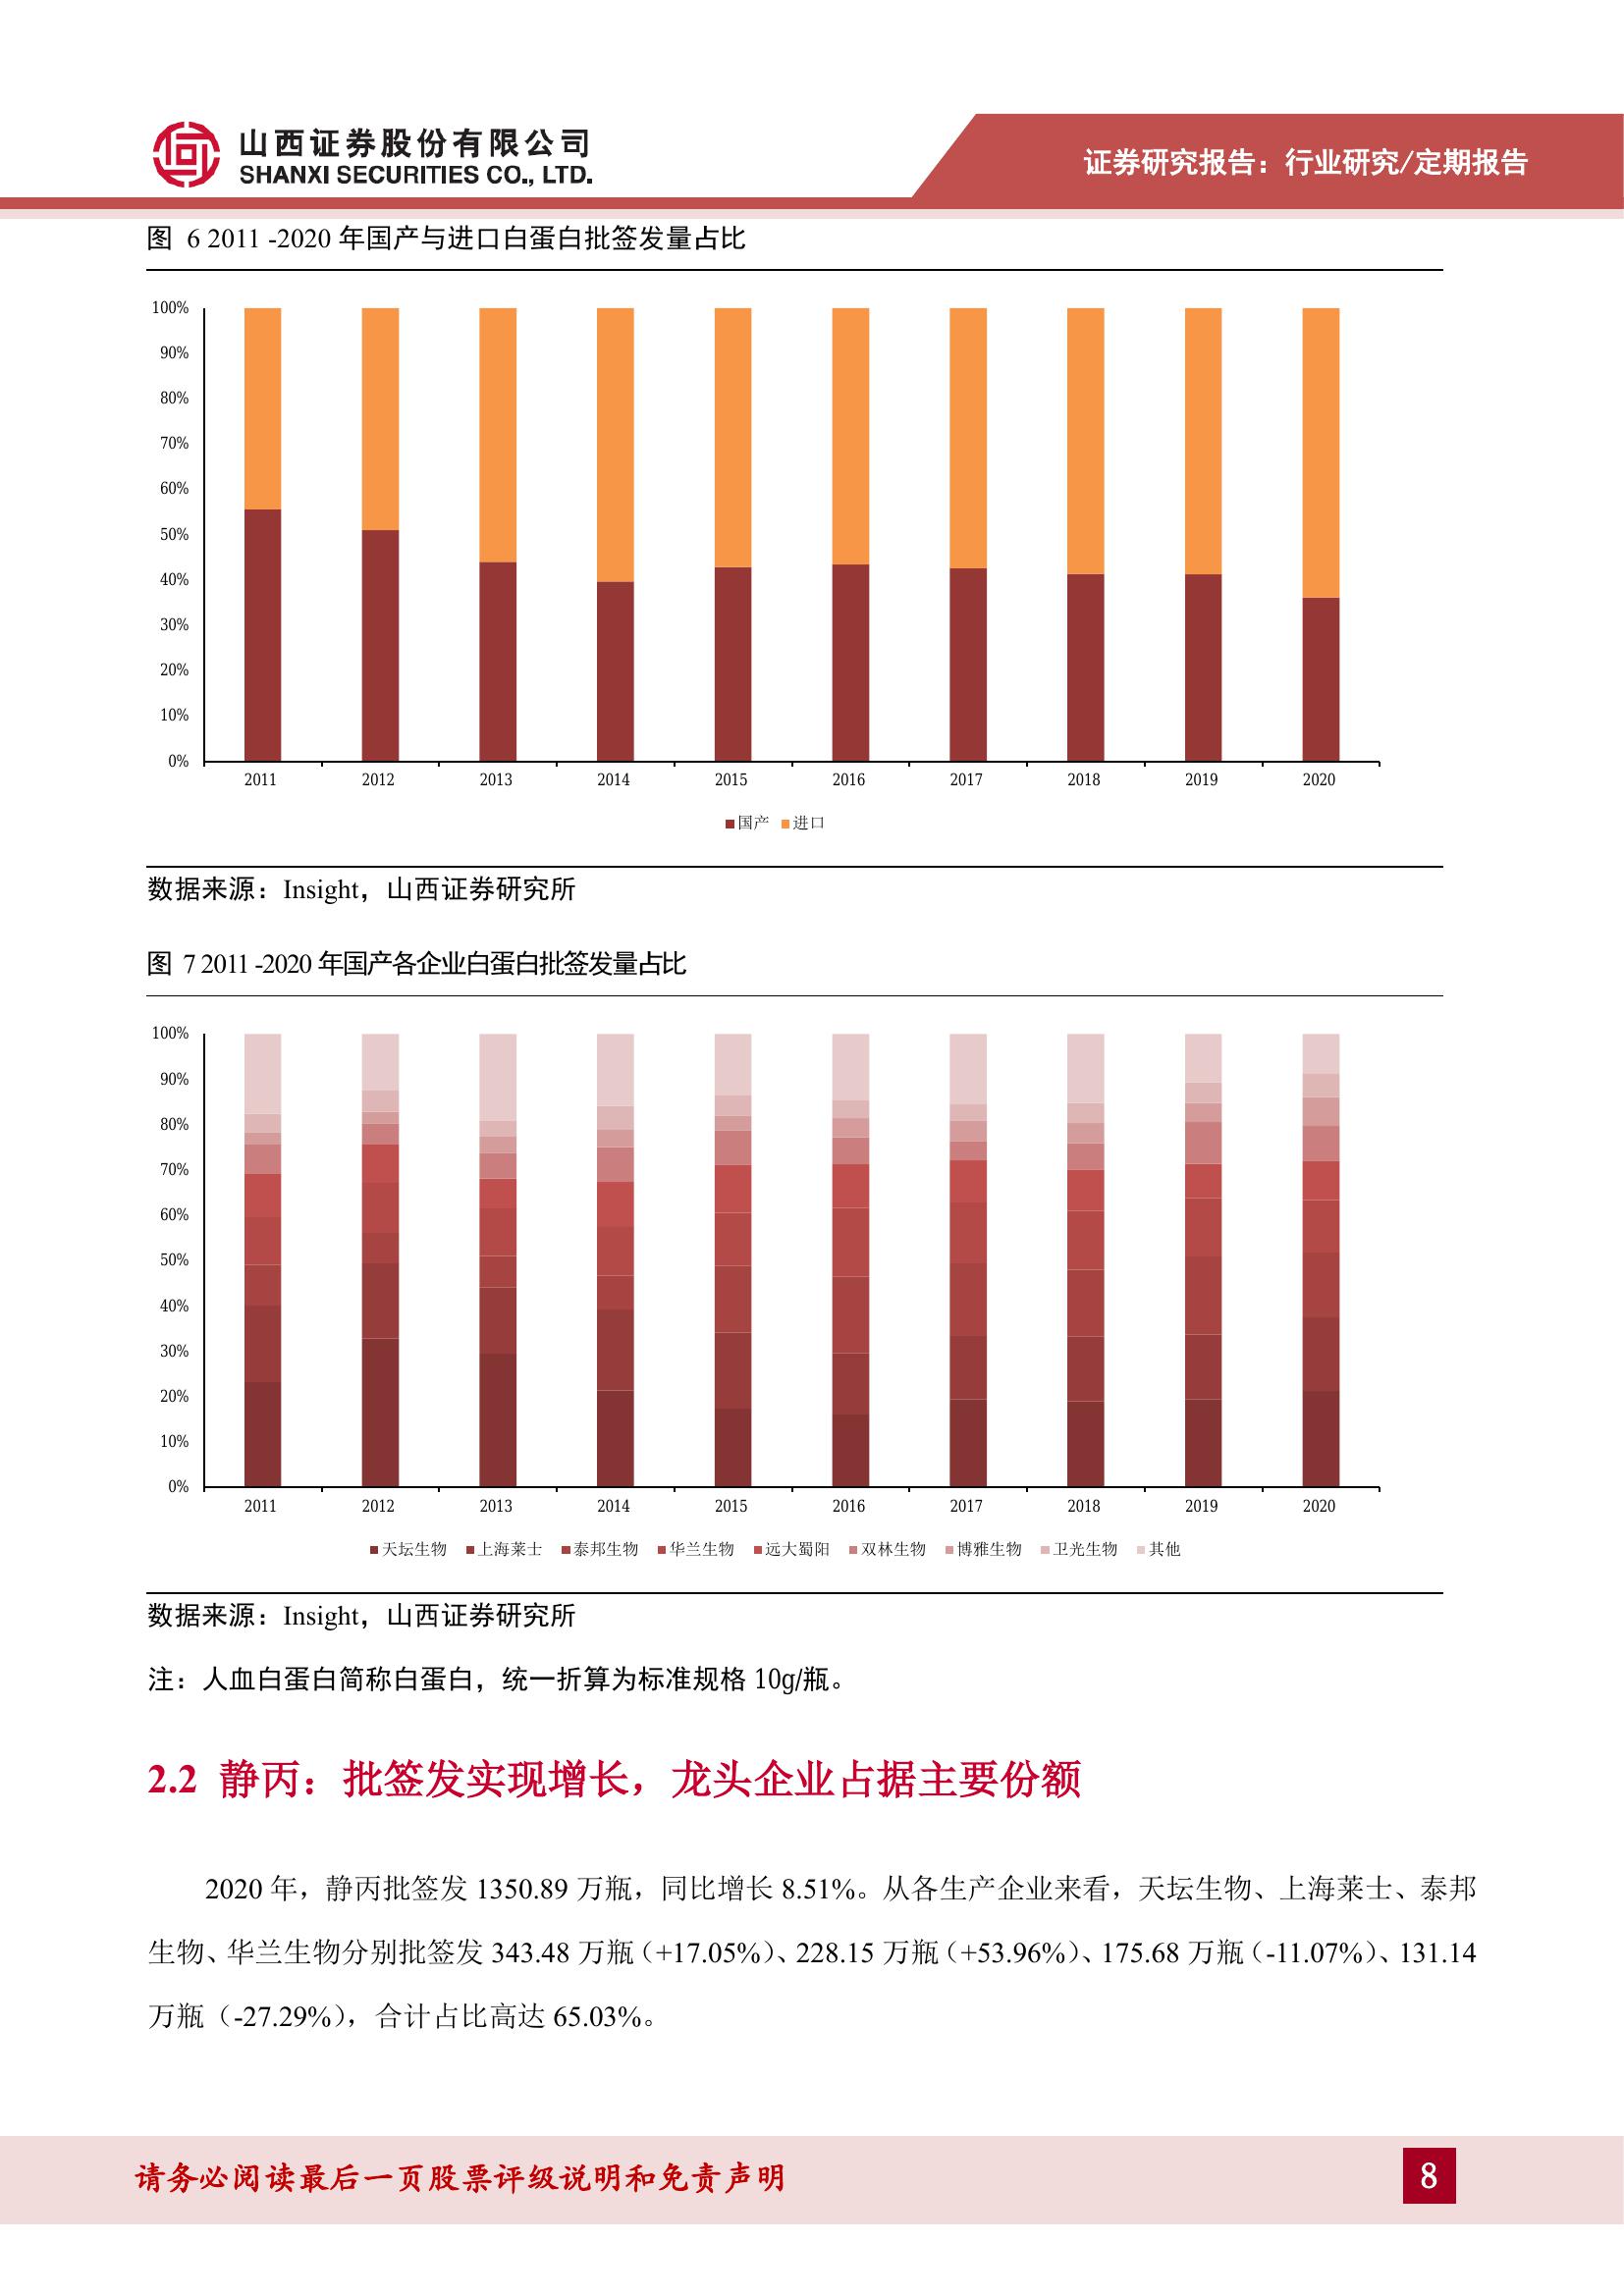 山西证券股份有限公司
SHANXI SECURITIES CO., LTD.
证券研究报告：行业研究/定期报告
图 6 2011 -2020 年国产与进口白蛋白批签发量占比
100%
90%
80%
70%
60%
50%
40%
30%
20%
10%
0%
2011 2012 2013 2014 2015 2016 2017 2018 2019 2020
国产 进口
数据来源：Insight，山西证券研究所
图 7 2011 -2020 年国产各企业白蛋白批签发量占比
100%
90%
80%
70%
60%
50%
40%
30%
20%
10%
0%
2011 2012 2013 2014 2015 2016 2017 2018 2019 2020
天坛生物 上海莱士 泰邦生物 华兰生物 远大蜀阳 双林生物 博雅生物 卫光生物 其他
数据来源：Insight，山西证券研究所
注：人血白蛋白简称白蛋白，统一折算为标准规格 10g/瓶。
2.2 静丙：批签发实现增长，龙头企业占据主要份额
2020 年，静丙批签发 1350.89 万瓶，同比增长 8.51%。从各生产企业来看，天坛生物、上海莱士、泰邦
生物、华兰生物分别批签发 343.48 万瓶（+17.05%）、228.15 万瓶（+53.96%）、175.68 万瓶（-11.07%）、131.14
万瓶（-27.29%），合计占比高达 65.03%。
请务必阅读最后一页股票评级说明和免责声明
8